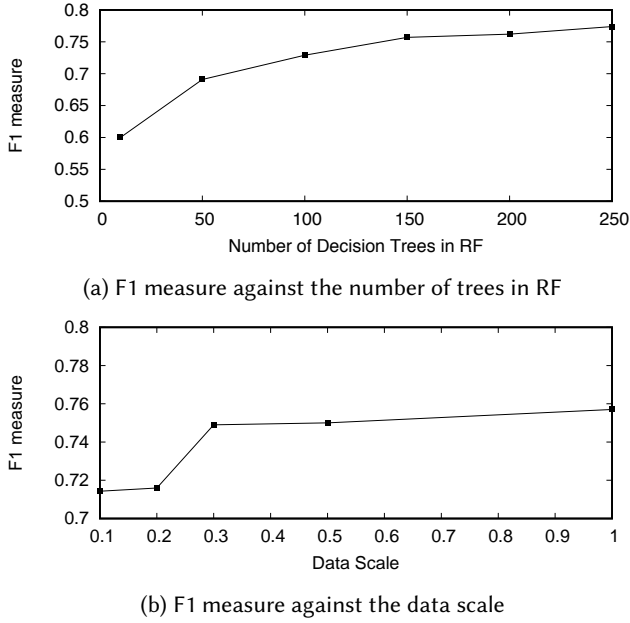 0.8
0.75
0.7
0.65
0.6
0.55
0.5
F1 measure
0 50 100 150 200 250
Number of Decision Trees in RF
(a) F1 measure against the number of trees in RF
0.8
0.78
0.76
0.74
0.72
0.7
F1 measure
0.1 0.2 0.3 0.4 0.5 0.6 0.7 0.8 0.9 1
Data Scale
(b) F1 measure against the data scale